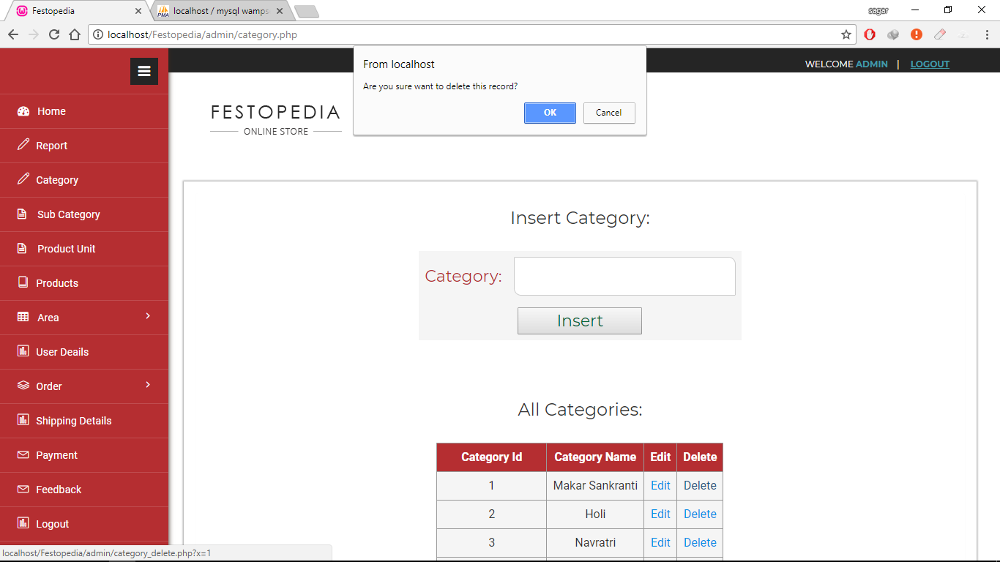 Festopedia
localhost / mysql wamps
sagar
localhost/Festopedia/admin/category.php
WELCOME ADMIN | LOGOUT
From localhost
Are you sure want to delete this record?
OK
Cancel
FESTOPEDIA
ONLINE STORE
Home
Report
Category
Sub Category
Product Unit
Products
Area
User Deails
Order
Shipping Details
Payment
Feedback
Logout
Insert Category:
Category:
Insert
All Categories:
Category Id Category Name Edit Delete
1 Makar Sankranti Edit Delete
2 Holi Edit Delete
3 Navratri Edit Delete
localhost/Festopedia/admin/category_delete.php?x=1